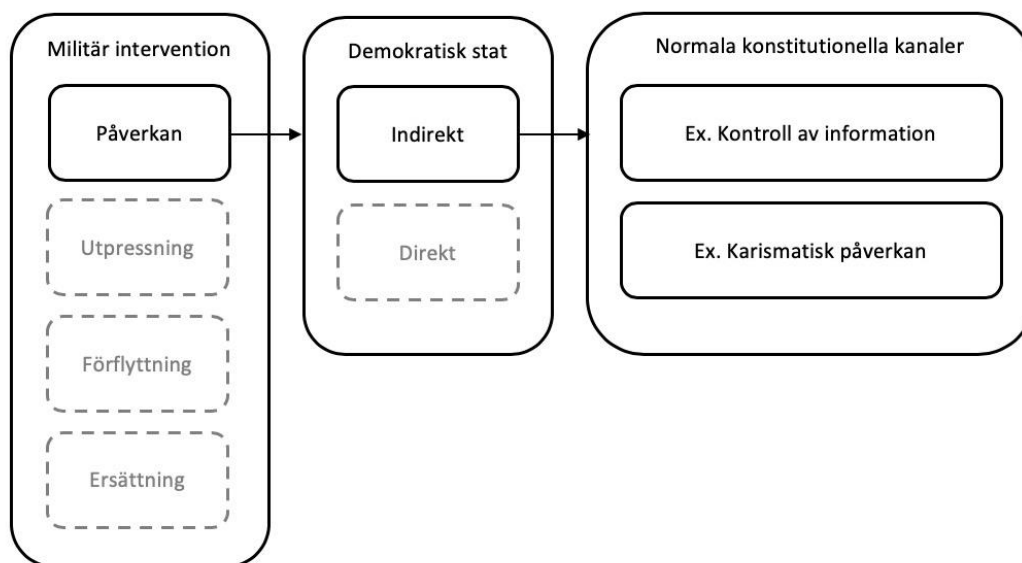 Militär intervention
Påverkan
Utpressning
Förflyttning
Ersättning
Demokratisk stat
Indirekt
Direkt
Normala konstitutionella kanaler
Ex. Kontroll av information
Ex. Karismatisk påverkan